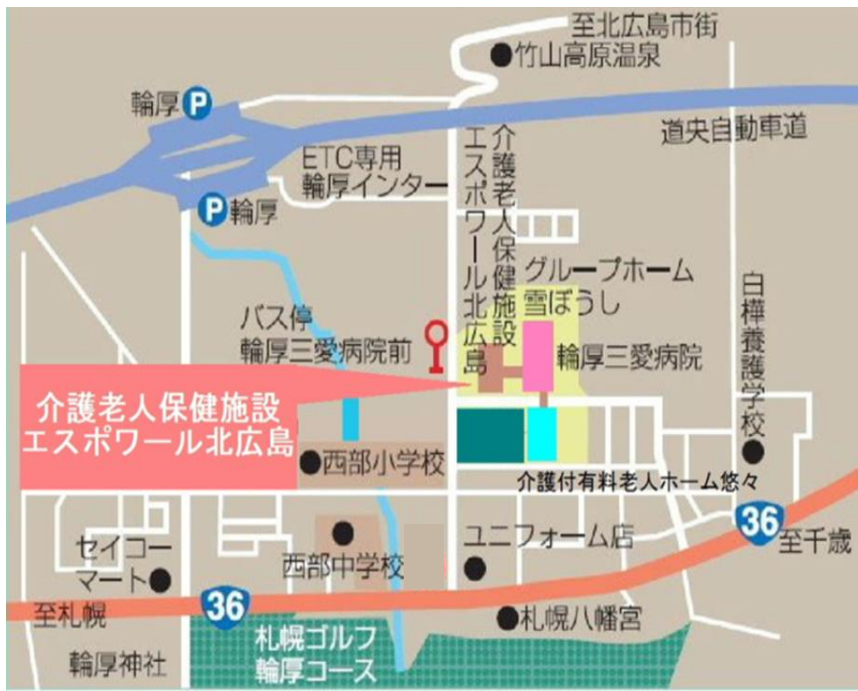 至北広島市街
竹山高原温泉
輪厚 P
道央自動車道
ETC専用
輪厚インター
P 輪厚
介護老人保健施設
エスポワール北広島
グループホーム
雪ぼうし
白樺養護学校
バス停
輪厚三愛病院前
輪厚三愛病院
介護老人保健施設
エスポワール北広島
西部小学校
介護付有料老人ホーム悠々
36
至千歳
ユニフォーム店
セイコー
マート
西部中学校
36
至札幌
札幌八幡宮
札幌ゴルフ
輪厚コース
輪厚神社